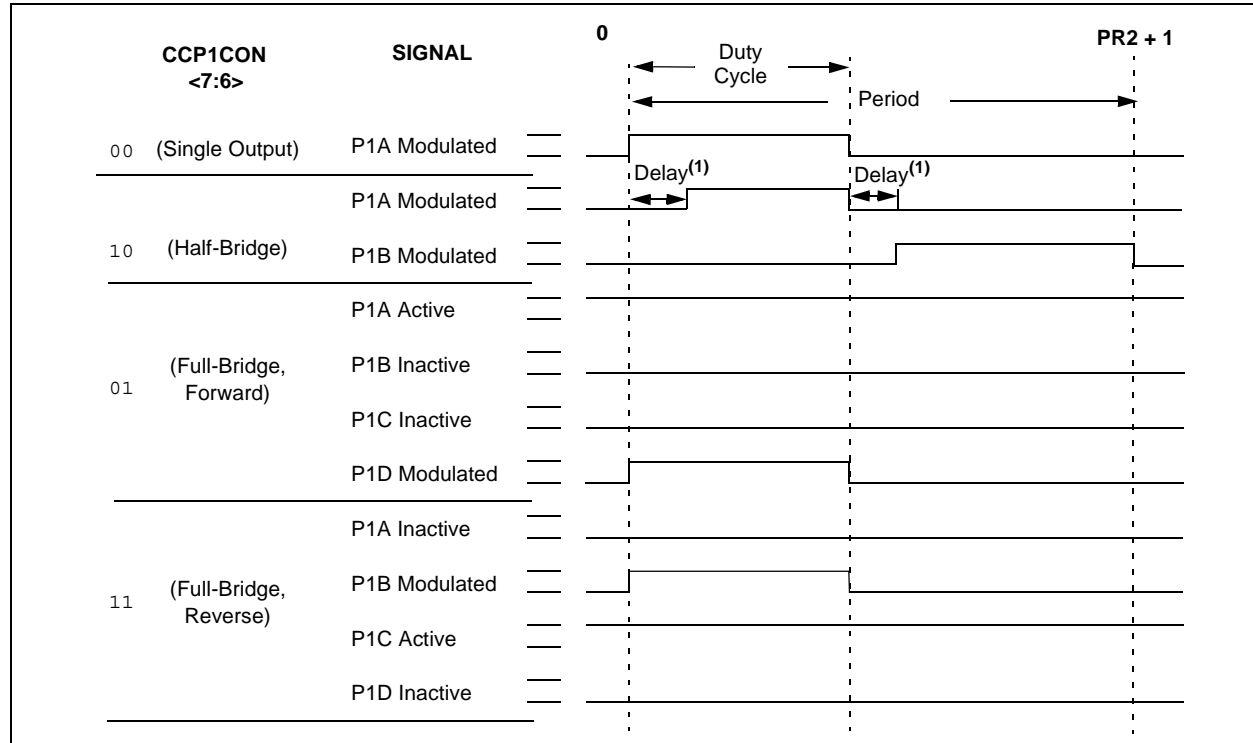 CCP1CON
<7:6>
SIGNAL
0
PR2 + 1
Duty
Cycle
Period
00 (Single Output) P1A Modulated
Delay(1)
Delay(1)
P1A Modulated
10 (Half-Bridge) P1B Modulated
P1A Active
01 (Full-Bridge,
Forward)
P1B Inactive
P1C Inactive
P1D Modulated
P1A Inactive
11 (Full-Bridge,
Reverse)
P1B Modulated
P1C Active
P1D Inactive